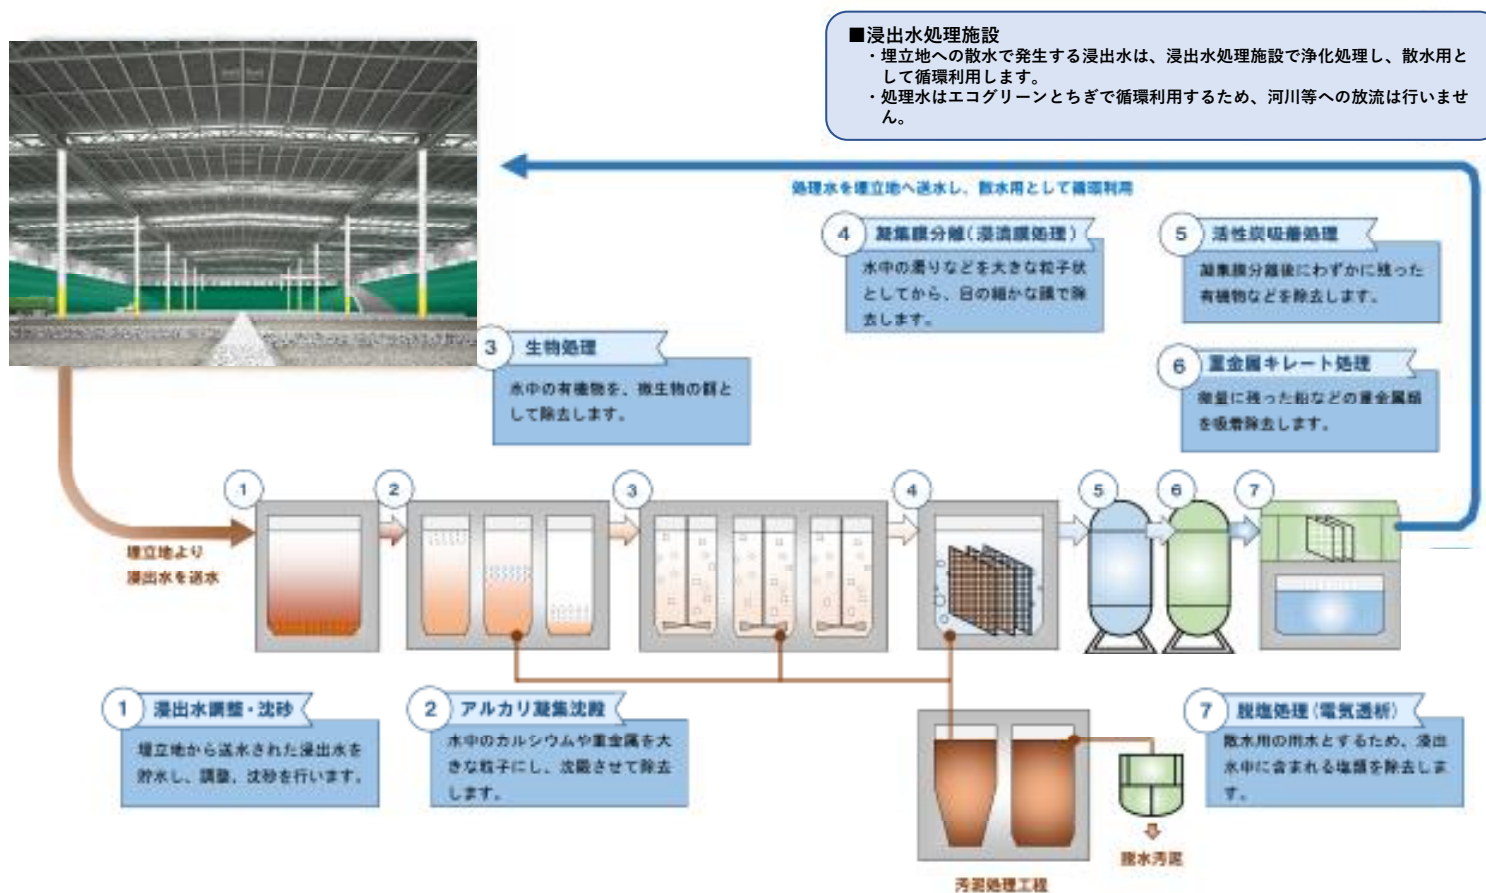 ■浸出水処理施設
・埋立地への散水で発生する浸出水は、浸出水処理施設で浄化処理し、散水用と
して循環利用します。
・処理水はエコグリーンとちぎで循環利用するため、河川等への放流は行いませ
ん。
処理水を埋立地へ送水し、散水用として循環利用
4 凝集膜分離(浸漬膜処理)
水中の濁りなどを大きな粒子状
としてから、目の細かな膜で除
去します。
5 活性炭吸着処理
凝集膜分離後にわずかに残った
有機物などを除去します。
3 生物処理
水中の有機物を、微生物の餌と
して除去します。
6 重金属キレート処理
微量に残った鉛などの重金属類
を吸着除去します。
1
2
3
4
5
6
7
埋立地より
浸出水を送水
1 浸出水調整・沈砂
埋立地から送水された浸出水を
貯水し、調整、沈砂を行います。
2 アルカリ凝集沈殿
水中のカルシウムや重金属を大
きな粒子にし、沈殿させて除去
します。
7 脱塩処理(電気透析)
散水用の用水とするため、浸出
水中に含まれる塩類を除去しま
す。
脱水汚泥
汚泥処理工程